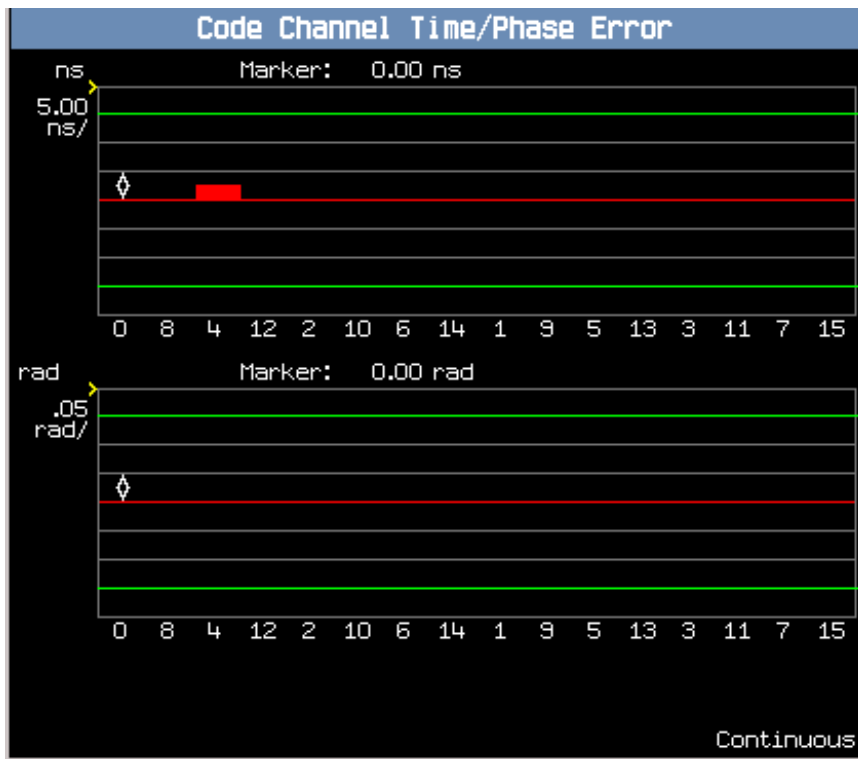 Code Channel Time/Phase Error
ns Marker: 0.00 ns
5.00
ns/
0 8 4 12 2 10 6 14 1 9 5 13 3 11 7 15
rad Marker: 0.00 rad
.05
rad/
0 8 4 12 2 10 6 14 1 9 5 13 3 11 7 15
Continuous